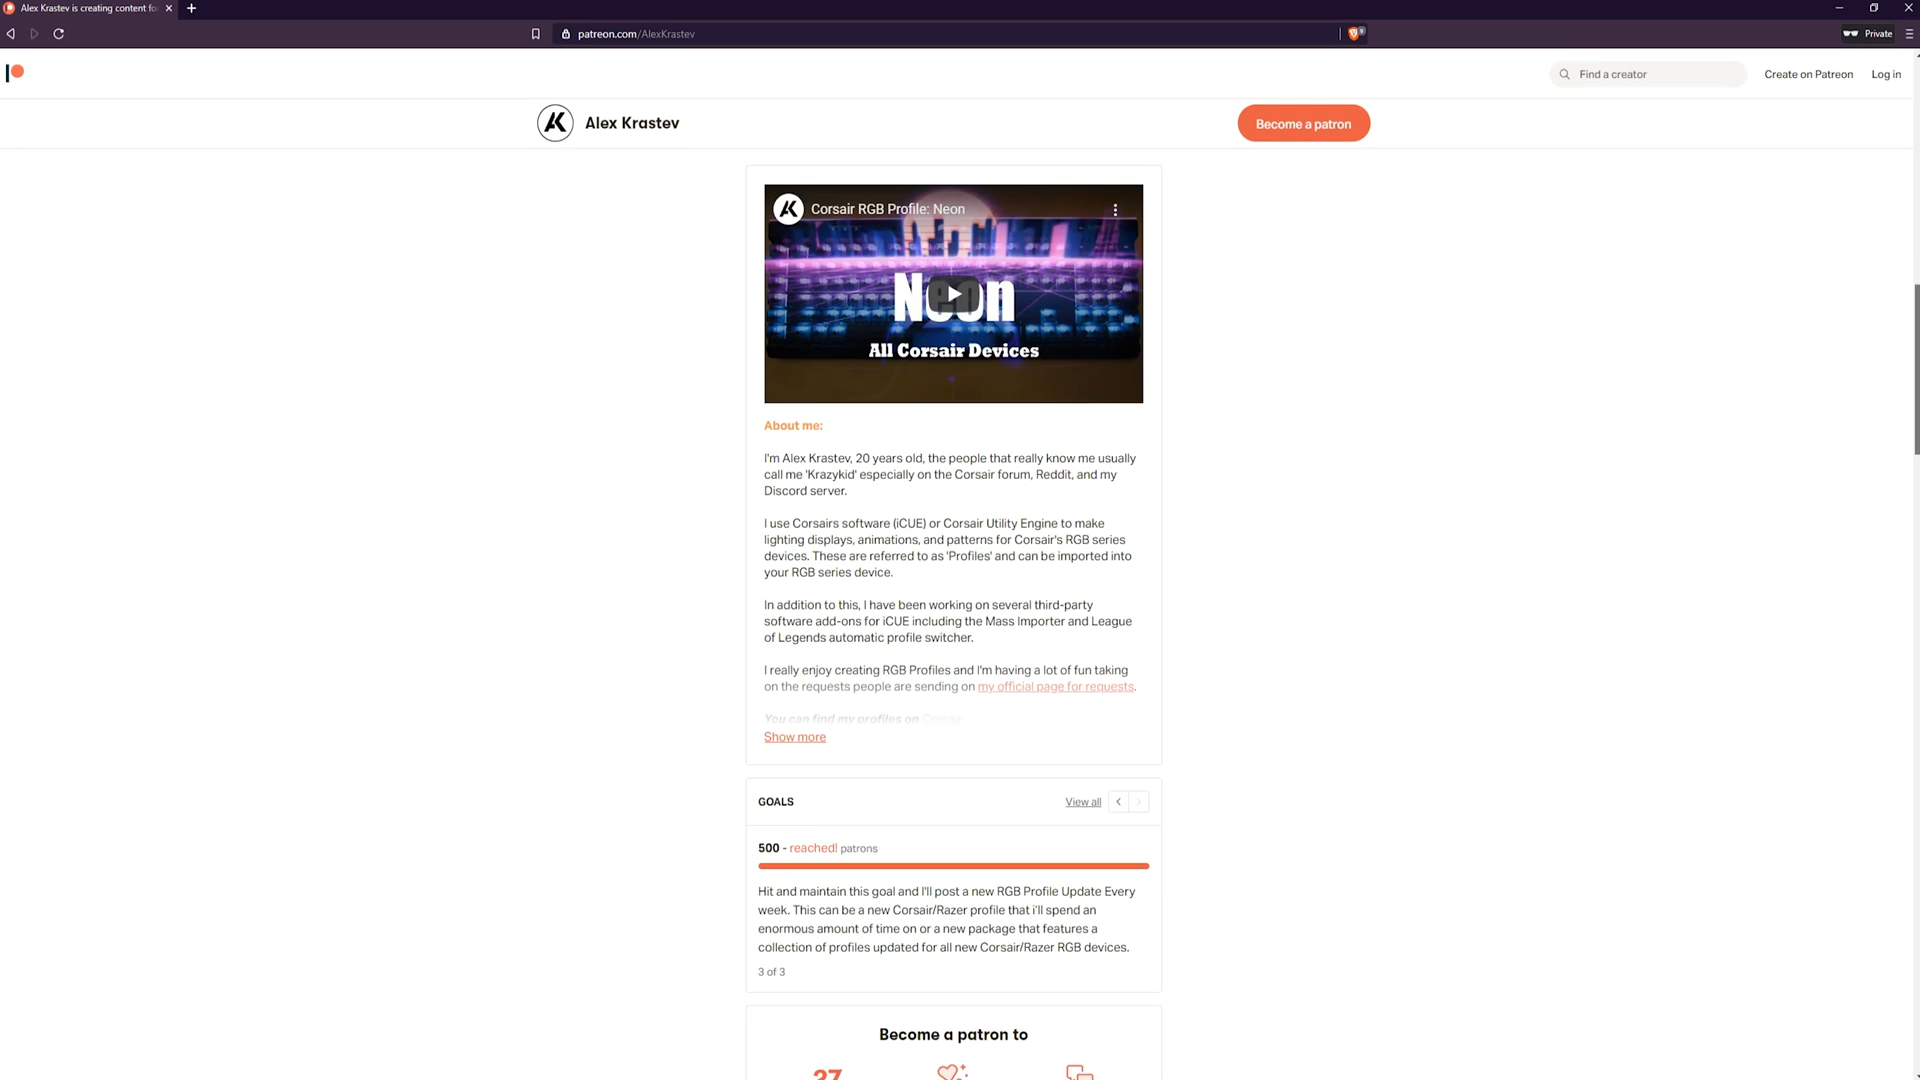 Alex Krastev is creating content fo
patreon.com/AlexKrastev
Private
Find a creator
Create on Patreon
Log in
Alex Krastev
Become a patron
Corsair RGB Profile: Neon
Neon
All Corsair Devices
About me:
I'm Alex Krastev, 20 years old, the people that really know me usually
call me 'Krazykid' especially on the Corsair forum, Reddit, and my
Discord server.
I use Corsairs software (iCUE) or Corsair Utility Engine to make
lighting displays, animations, and patterns for Corsair's RGB series
devices. These are referred to as 'Profiles' and can be imported into
your RGB series device.
In addition to this, I have been working on several third-party
software add-ons for iCUE including the Mass Importer and League
of Legends automatic profile switcher.
I really enjoy creating RGB Profiles and I'm having a lot of fun taking
on the requests people are sending on my official page for requests.
You can find my profiles on Corsair
Show more
GOALS
View all
500 - reached! patrons
Hit and maintain this goal and I'll post a new RGB Profile Update Every
week. This can be a new Corsair/Razer profile that i'll spend an
enormous amount of time on or a new package that features a
collection of profiles updated for all new Corsair/Razer RGB devices.
3 of 3
Become a patron to
37